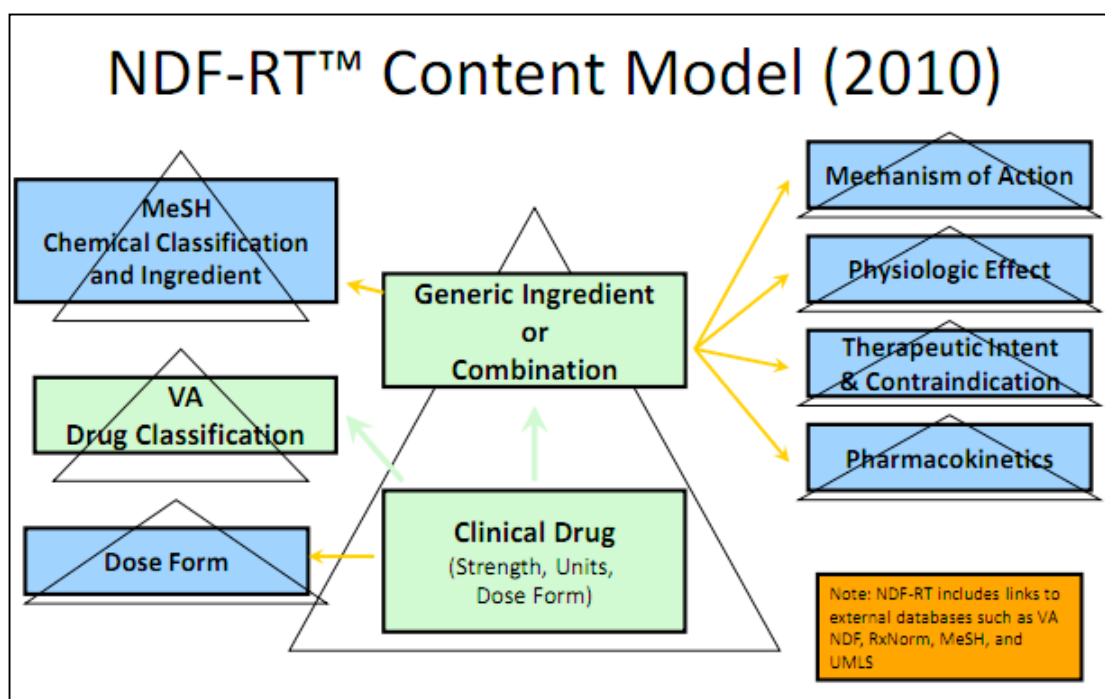 NDF-RT™ Content Model (2010)
MeSH
Chemical Classification
and Ingredient
VA
Drug Classification
Dose Form
Generic Ingredient
or
Combination
Clinical Drug
(Strength, Units,
Dose Form)
Mechanism of Action
Physiologic Effect
Therapeutic Intent
& Contraindication
Pharmacokinetics
Note: NDF-RT includes links to
external databases such as VA
NDF, RxNorm, MeSH, and
UMLS